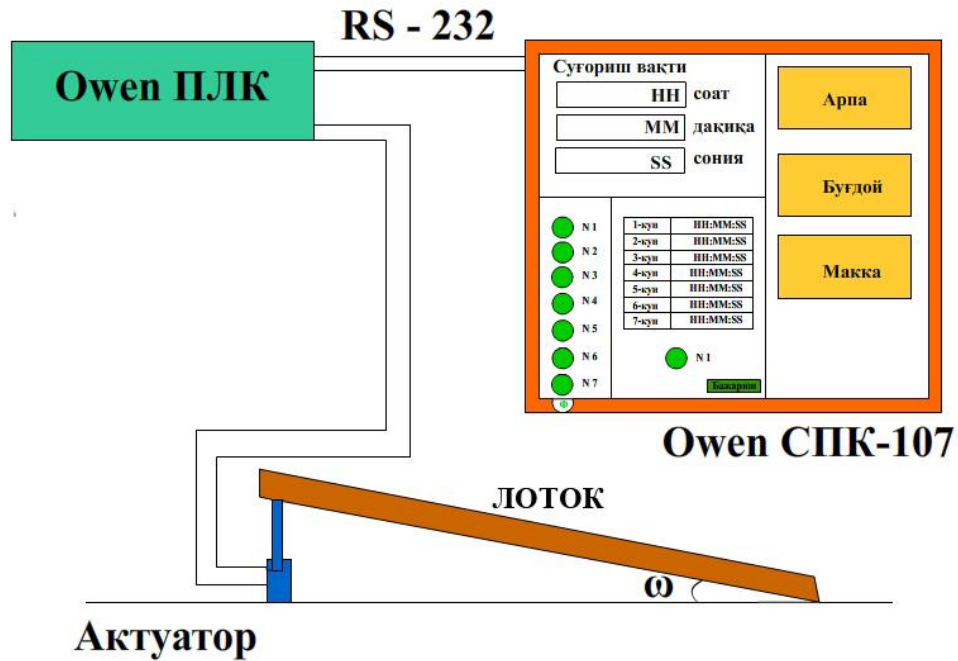 RS - 232
Owen ПЛК
Суғориш вақти
HH соат
MM дақиқа
SS сония
Арпа
Буғдой
Макка
N 1
N 2
N 3
N 4
N 5
N 6
N 7
1-кун HH:MM:SS
2-кун HH:MM:SS
3-кун HH:MM:SS
4-кун HH:MM:SS
5-кун HH:MM:SS
6-кун HH:MM:SS
7-кун HH:MM:SS
N 1
Бажариш
Owen СПК-107
ЛОТОК
ω
Актуатор